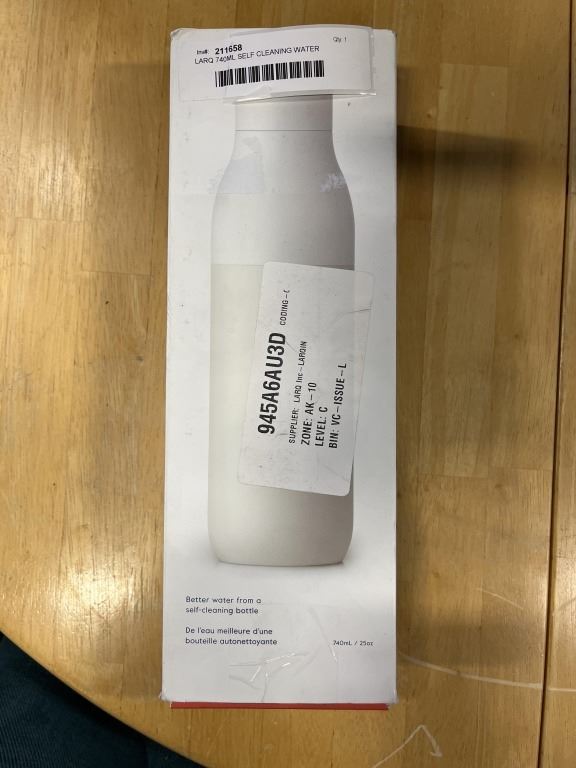 Itm#: 211658 Qty. 1
LARQ 740ML SELF CLEANING WATER
945A6AU3D CODING-C
SUPPLIER: LARQ Inc-LARQIN
ZONE: AK-10
LEVEL: C
BIN: VC-ISSUE-L
Better water from a
self-cleaning bottle
De l'eau meilleure d'une
bouteille autonettoyante 740mL / 25oz